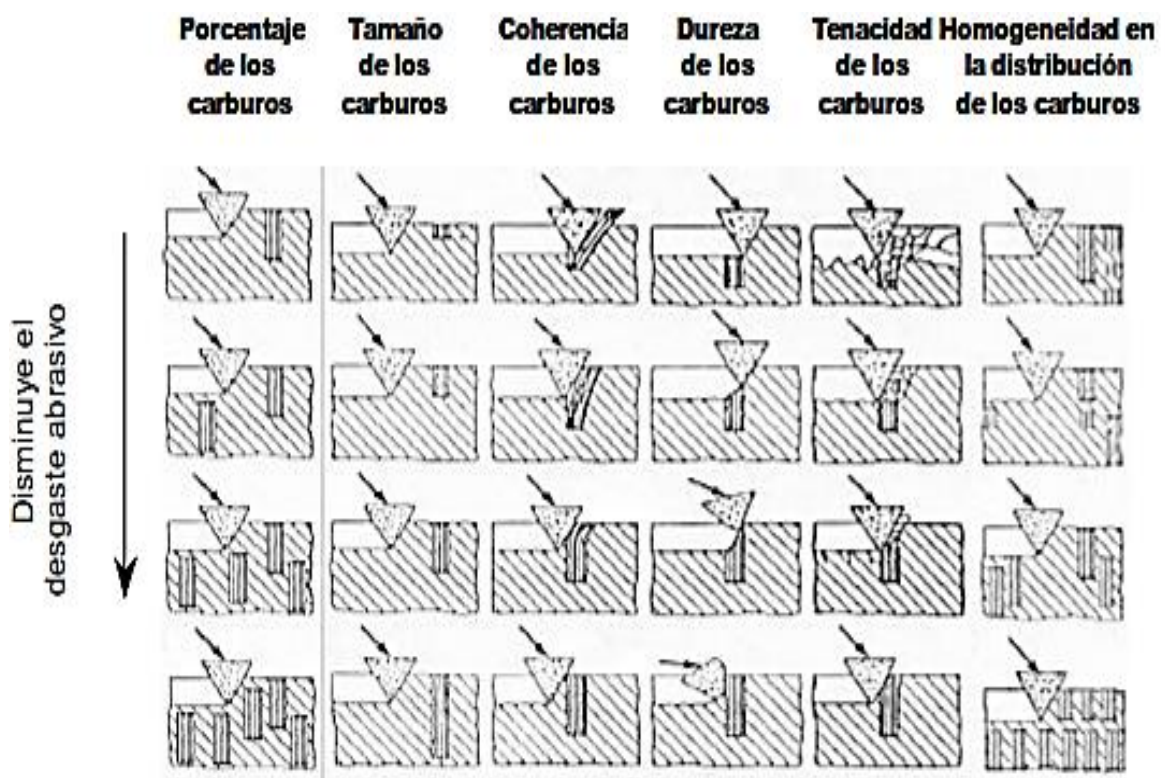 Porcentaje
de los
carburos
Tamaño
de los
carburos
Coherencia
de los
carburos
Dureza
de los
carburos
Tenacidad
de los
carburos
Homogeneidad en
la distribución
de los carburos
Disminuye el
desgaste abrasivo